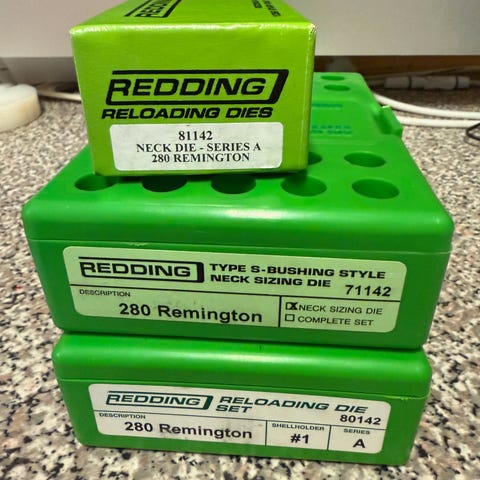 REDDING
RELOADING DIES
81142
NECK DIE - SERIES A
280 REMINGTON
REDDING
TYPE S-BUSHING STYLE
NECK SIZING DIE 71142
DESCRIPTION
280 Remington
NECK SIZING DIE
COMPLETE SET
REDDING
RELOADING DIE
SET 80142
DESCRIPTION
280 Remington
SHELLHOLDER
#1
SERIES
A